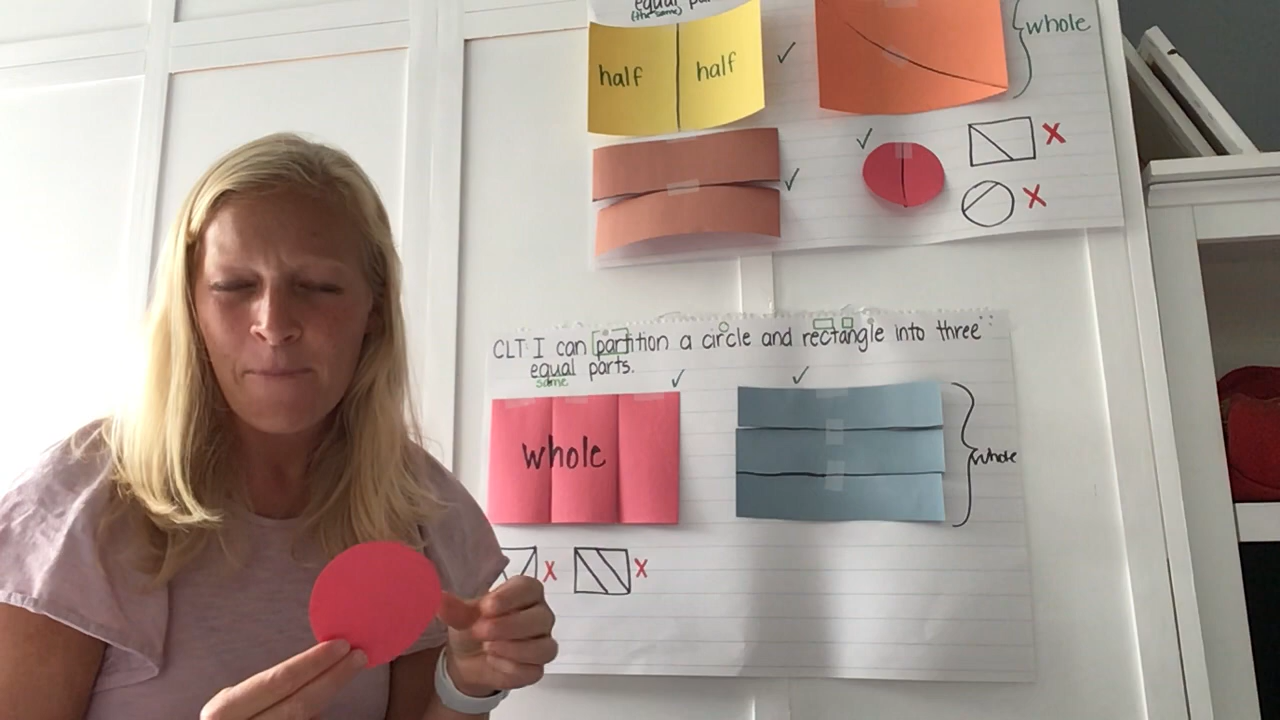 equal
(the same)
half half
whole
CLT: I can partition a circle and rectangle into three
equal parts.
same
whole
whole